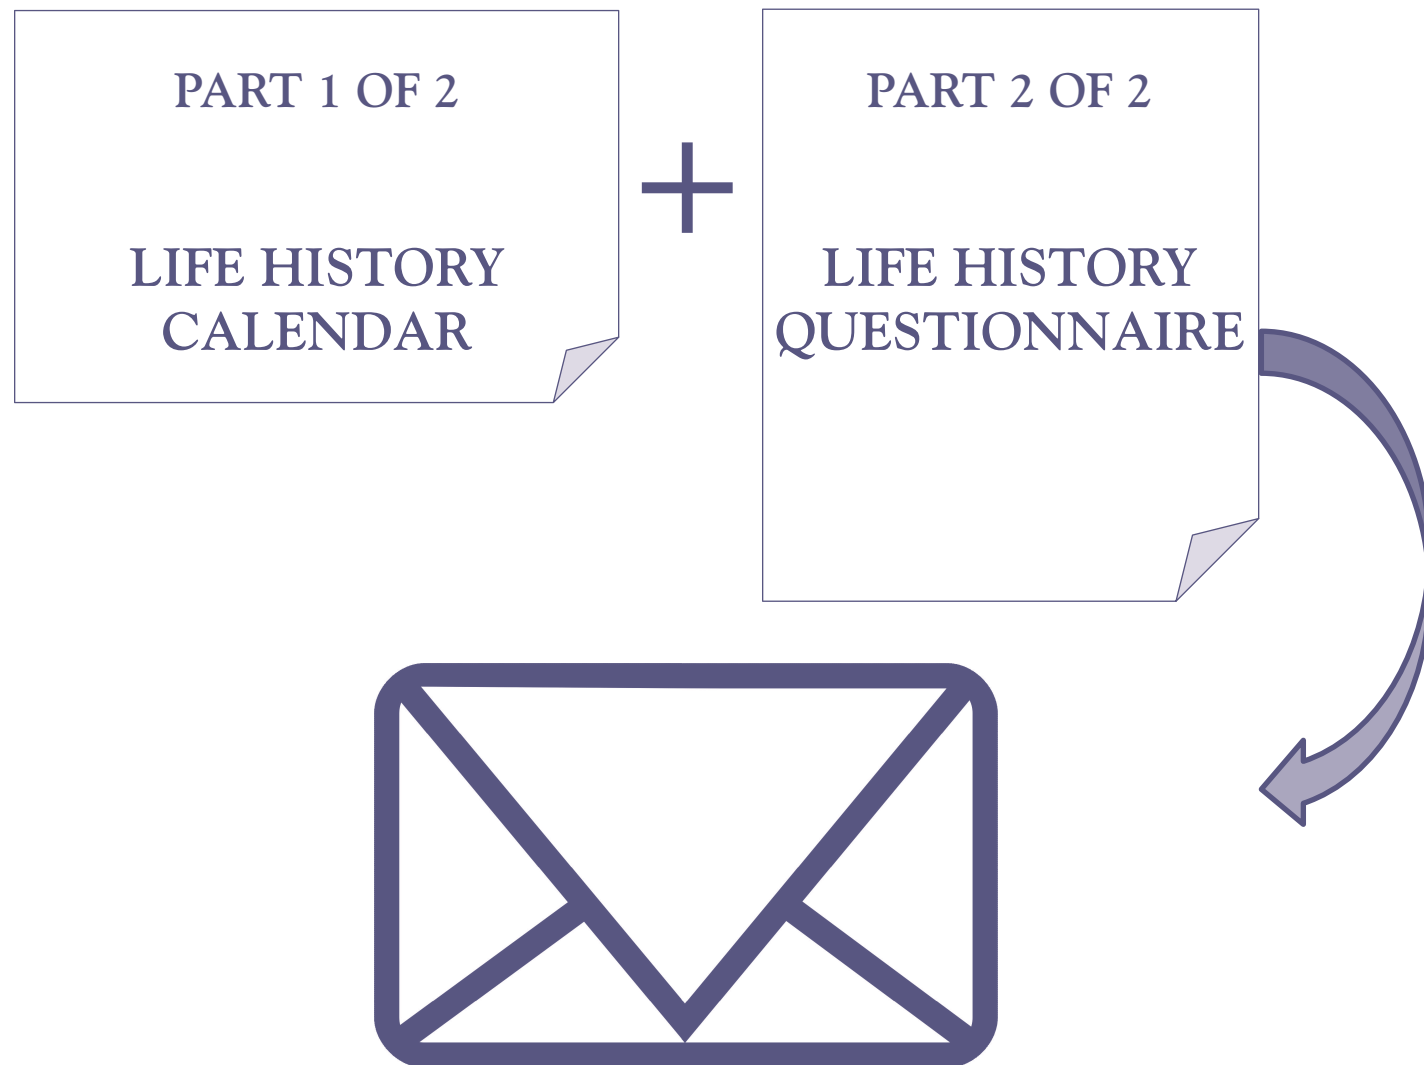 PART 1 OF 2
LIFE HISTORY
CALENDAR
PART 2 OF 2
LIFE HISTORY
QUESTIONNAIRE